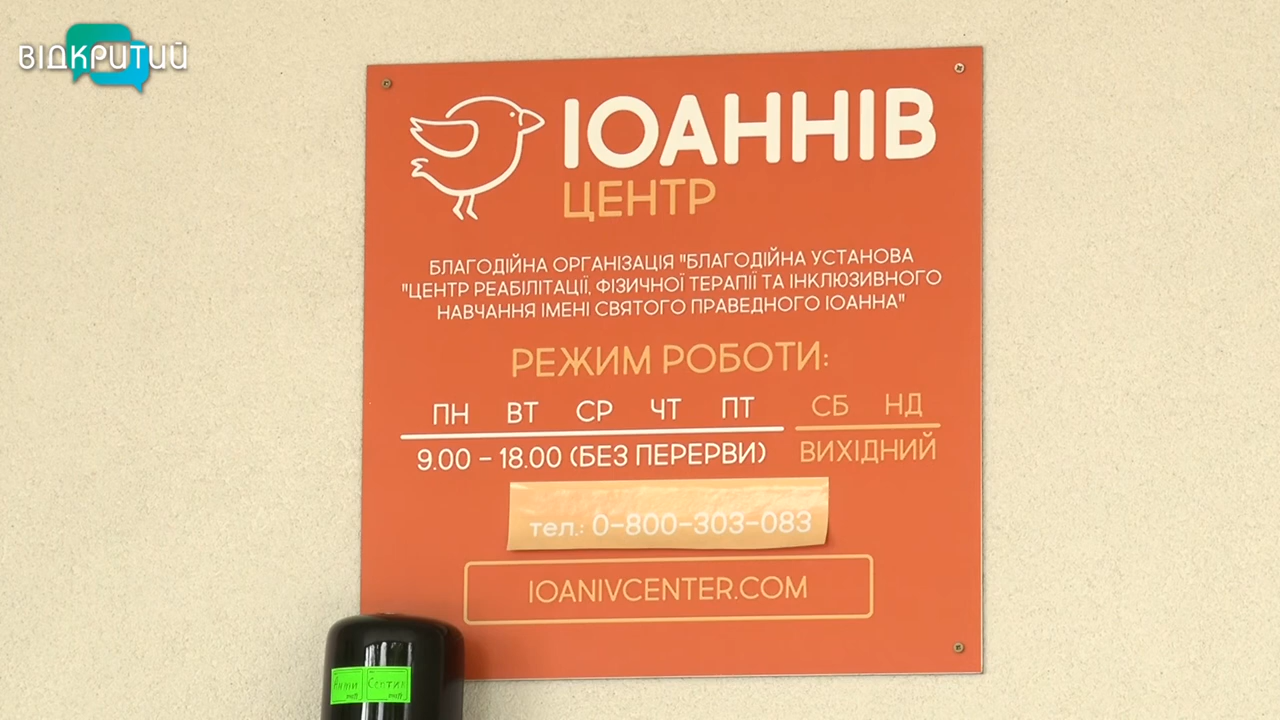 ВІДКРИТИЙ
ІОАННІВ
ЦЕНТР
БЛАГОДІЙНА ОРГАНІЗАЦІЯ "БЛАГОДІЙНА УСТАНОВА
"ЦЕНТР РЕАБІЛІТАЦІЇ, ФІЗИЧНОЇ ТЕРАПІЇ ТА ІНКЛЮЗИВНОГО
НАВЧАННЯ ІМЕНІ СВЯТОГО ПРАВЕДНОГО ІОАННА"
РЕЖИМ РОБОТИ:
ПН ВТ СР ЧТ ПТ СБ НД
9.00 – 18.00 (БЕЗ ПЕРЕРВИ) ВИХІДНИЙ
тел.: 0-800-303-083
IOANIVCENTER.COM